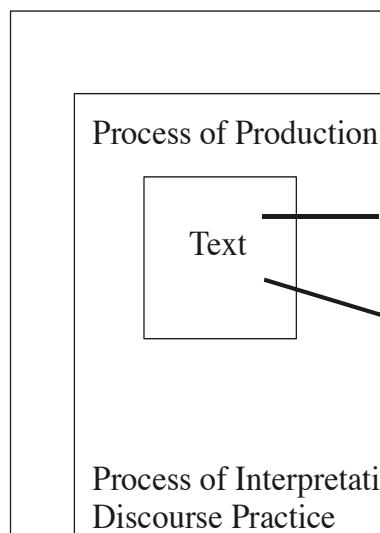 Process of Production
Text
Process of Interpretati
Discourse Practice